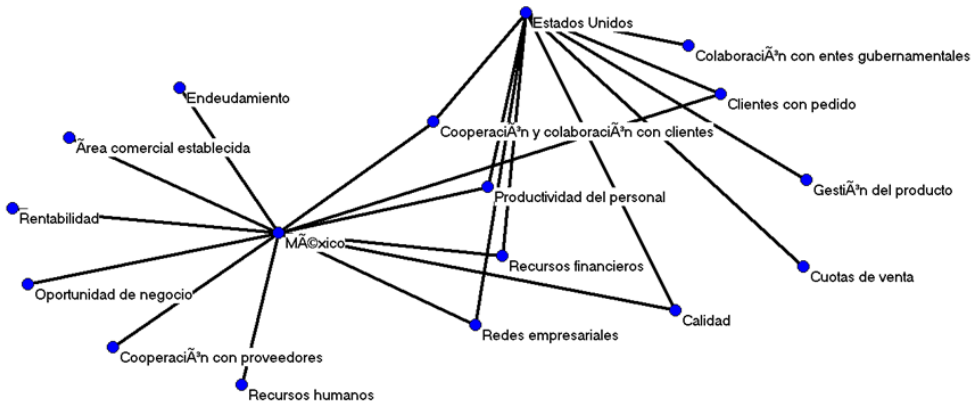 Estados Unidos
ColaboraciÃ³n con entes gubernamentales
Endeudamiento
Clientes con pedido
CooperaciÃ³n y colaboraciÃ³n con clientes
Ãrea comercial establecida
GestiÃ³n del producto
Productividad del personal
Rentabilidad
MÃ©xico
Recursos financieros
Cuotas de venta
Oportunidad de negocio
Calidad
Redes empresariales
CooperaciÃ³n con proveedores
Recursos humanos